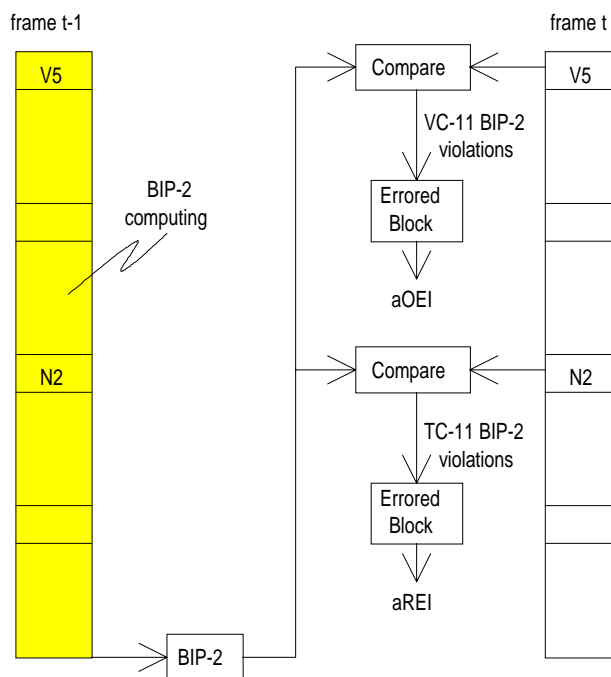 frame t-1
frame t
V5
Compare
V5
VC-11 BIP-2
violations
BIP-2
computing
Errored
Block
aOEI
N2
Compare
N2
TC-11 BIP-2
violations
Errored
Block
aREI
BIP-2